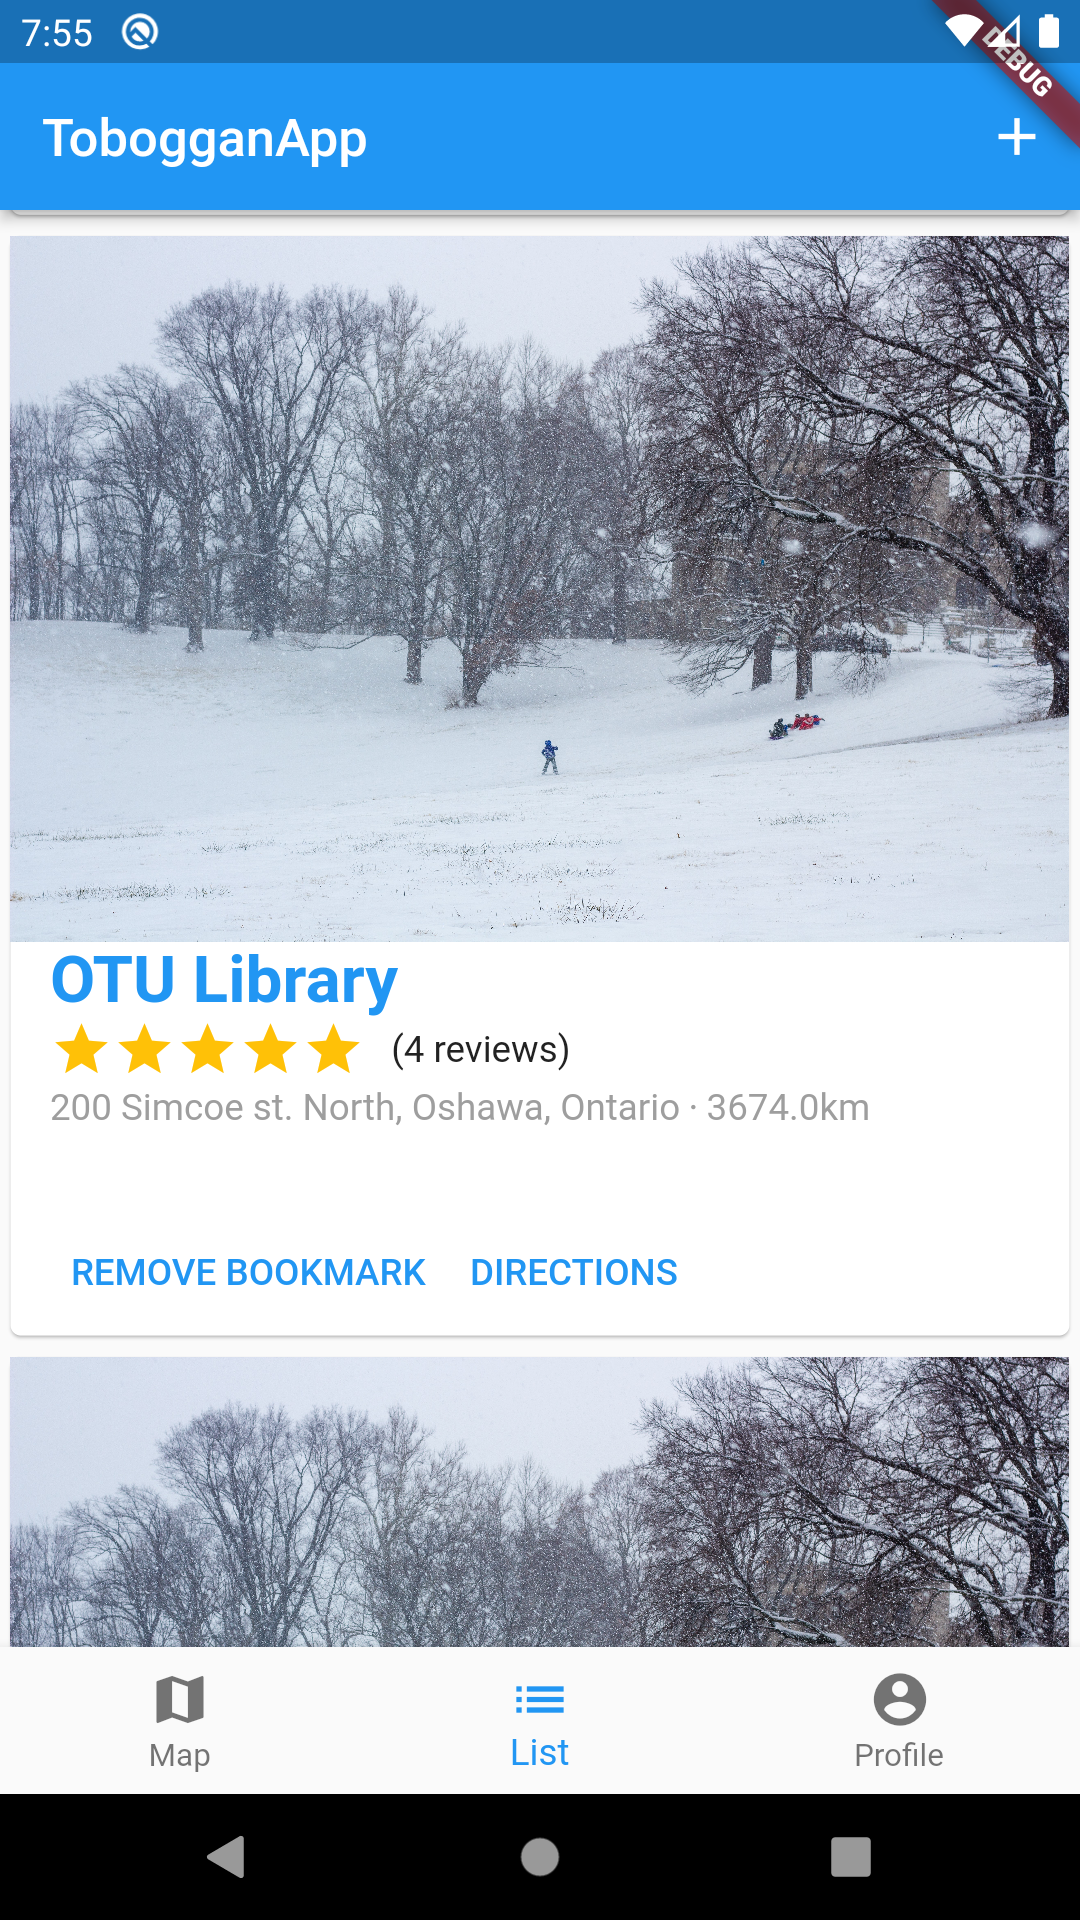 7:55
DEBUG
TobogganApp
OTU Library
(4 reviews)
200 Simcoe st. North, Oshawa, Ontario · 3674.0km
REMOVE BOOKMARK DIRECTIONS
Map List Profile